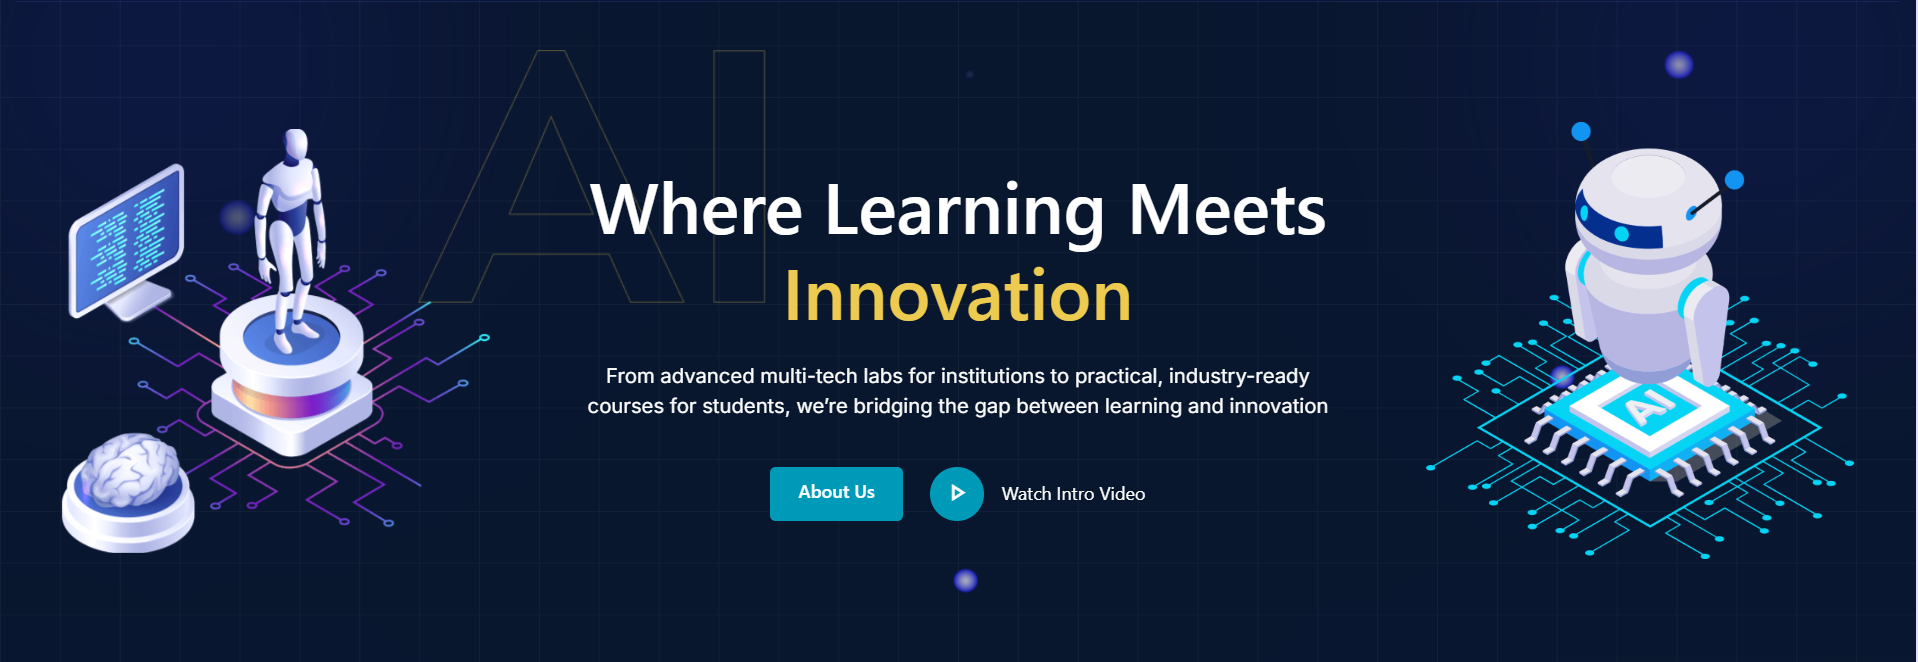 AI
Where Learning Meets
Innovation
From advanced multi-tech labs for institutions to practical, industry-ready
courses for students, we’re bridging the gap between learning and innovation
About Us
Watch Intro Video
AI